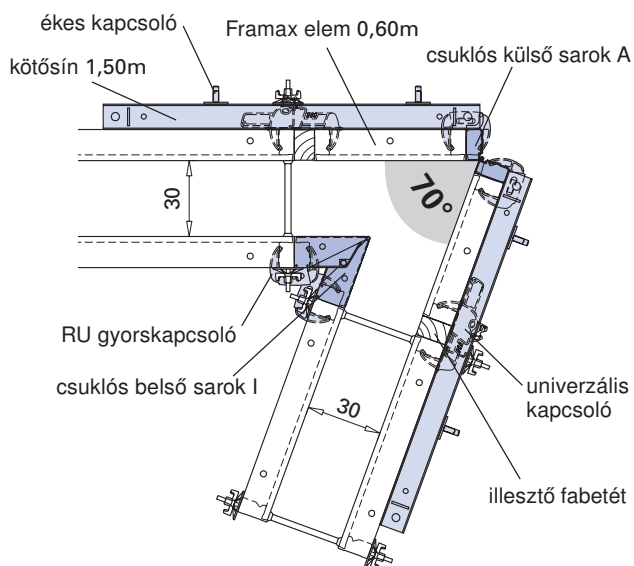 ékes kapcsoló
Framax elem 0,60m
csuklós külső sarok A
kötősín 1,50m
30
70°
RU gyorskapcsoló
csuklós belső sarok I
30
univerzális
kapcsoló
illesztő fabetét